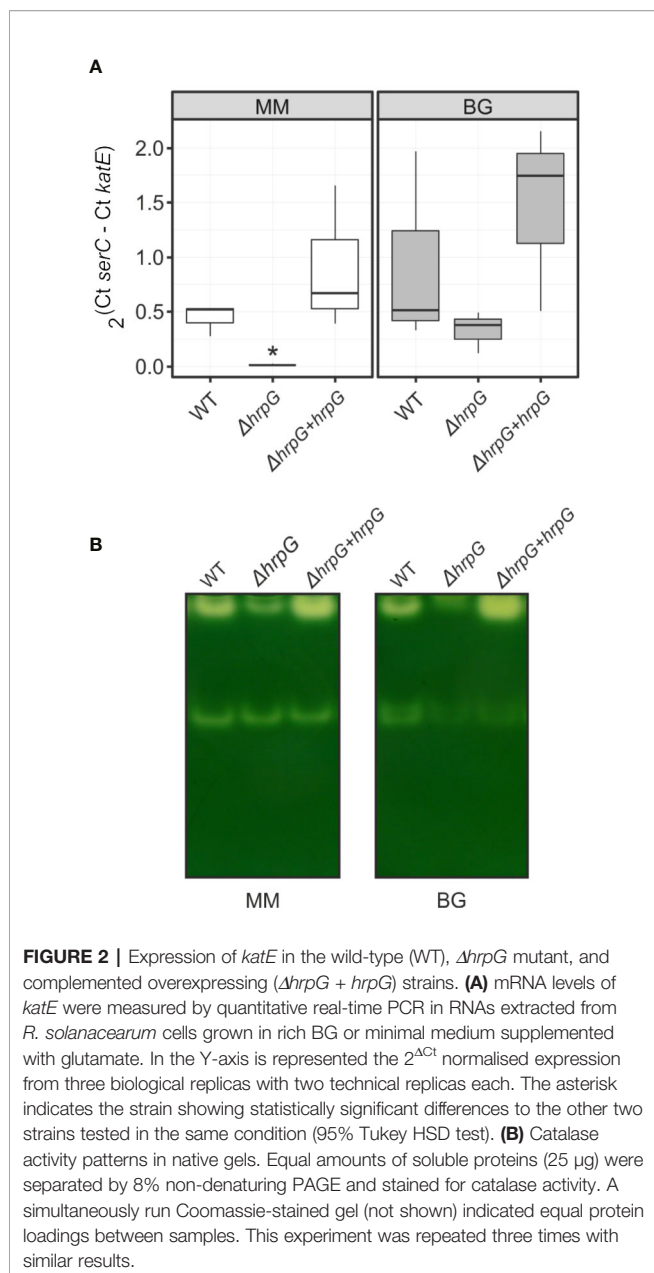 A
MM BG
2.0
1.5
1.0
0.5
0.0
2(Ct serC - Ct katE)
*
WT ΔhrpG ΔhrpG+hrpG WT ΔhrpG ΔhrpG+hrpG
B
WT ΔhrpG ΔhrpG+hrpG WT ΔhrpG ΔhrpG+hrpG
MM BG
FIGURE 2 | Expression of katE in the wild-type (WT), ΔhrpG mutant, and
complemented overexpressing (ΔhrpG + hrpG) strains. (A) mRNA levels of
katE were measured by quantitative real-time PCR in RNAs extracted from
R. solanacearum cells grown in rich BG or minimal medium supplemented
with glutamate. In the Y-axis is represented the 2ΔCt normalised expression
from three biological replicas with two technical replicas each. The asterisk
indicates the strain showing statistically significant differences to the other two
strains tested in the same condition (95% Tukey HSD test). (B) Catalase
activity patterns in native gels. Equal amounts of soluble proteins (25 µg) were
separated by 8% non-denaturing PAGE and stained for catalase activity. A
simultaneously run Coomassie-stained gel (not shown) indicated equal protein
loadings between samples. This experiment was repeated three times with
similar results.